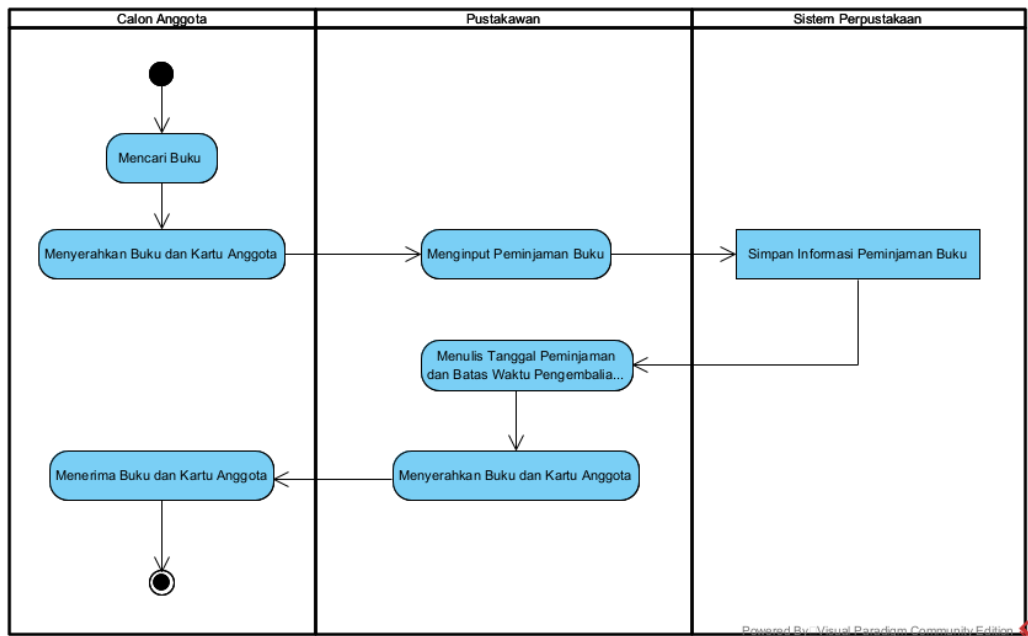 Calon Anggota
Pustakawan
Sistem Perpustakaan
Mencari Buku
Menyerahkan Buku dan Kartu Anggota
Menginput Peminjaman Buku
Simpan Informasi Peminjaman Buku
Menulis Tanggal Peminjaman
dan Batas Waktu Pengembalia...
Menerima Buku dan Kartu Anggota
Menyerahkan Buku dan Kartu Anggota
Powered By Visual Paradigm Community Edition